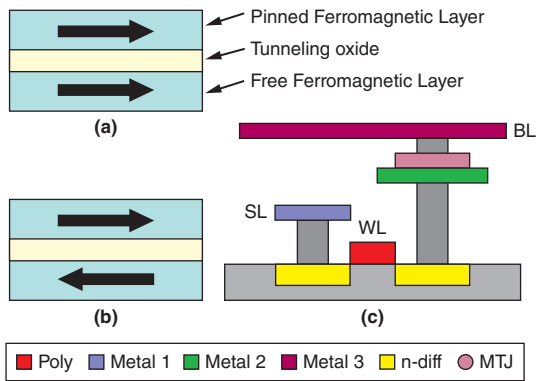 Pinned Ferromagnetic Layer
Tunneling oxide
Free Ferromagnetic Layer
(a)
BL
SL
WL
(b)
(c)
Poly Metal 1 Metal 2 Metal 3 n-diff MTJ